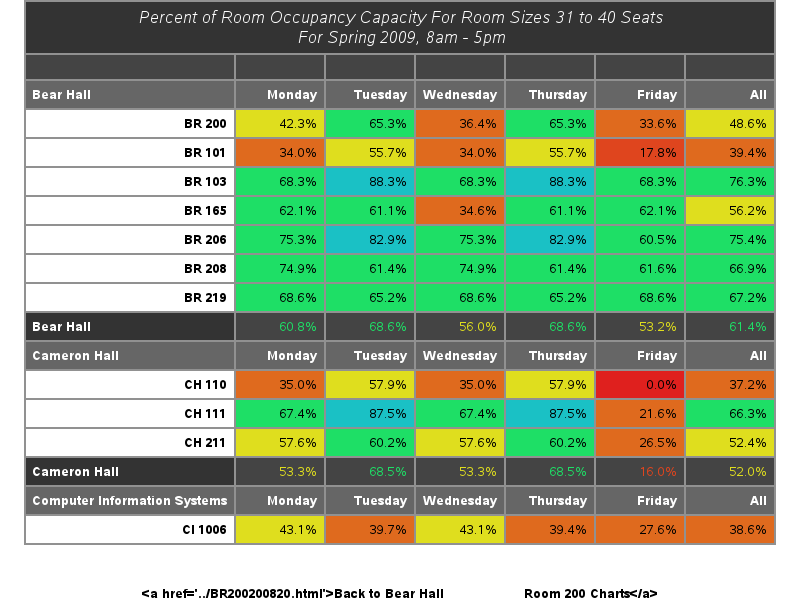 Percent of Room Occupancy Capacity For Room Sizes 31 to 40 Seats
For Spring 2009, 8am - 5pm
Bear Hall Monday Tuesday Wednesday Thursday Friday All
BR 200 42.3% 65.3% 36.4% 65.3% 33.6% 48.6%
BR 101 34.0% 55.7% 34.0% 55.7% 17.8% 39.4%
BR 103 68.3% 88.3% 68.3% 88.3% 68.3% 76.3%
BR 165 62.1% 61.1% 34.6% 61.1% 62.1% 56.2%
BR 206 75.3% 82.9% 75.3% 82.9% 60.5% 75.4%
BR 208 74.9% 61.4% 74.9% 61.4% 61.6% 66.9%
BR 219 68.6% 65.2% 68.6% 65.2% 68.6% 67.2%
Bear Hall 60.8% 68.6% 56.0% 68.6% 53.2% 61.4%
Cameron Hall Monday Tuesday Wednesday Thursday Friday All
CH 110 35.0% 57.9% 35.0% 57.9% 0.0% 37.2%
CH 111 67.4% 87.5% 67.4% 87.5% 21.6% 66.3%
CH 211 57.6% 60.2% 57.6% 60.2% 26.5% 52.4%
Cameron Hall 53.3% 68.5% 53.3% 68.5% 16.0% 52.0%
Computer Information Systems Monday Tuesday Wednesday Thursday Friday All
CI 1006 43.1% 39.7% 43.1% 39.4% 27.6% 38.6%
<a href='../BR200200820.html'>Back to Bear Hall Room 200 Charts</a>